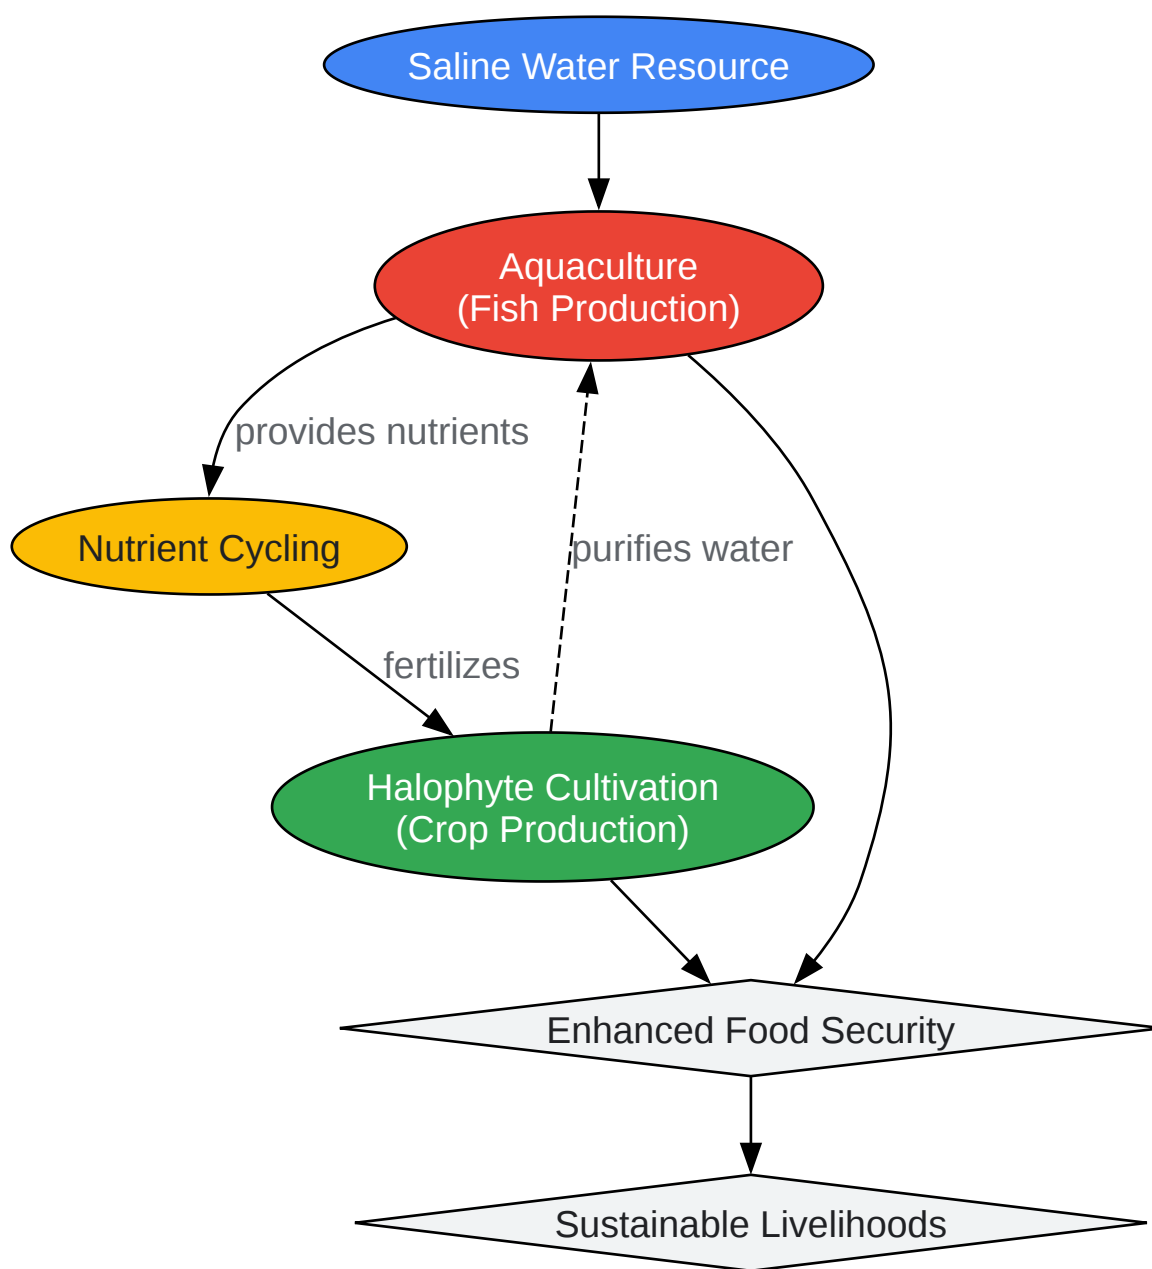 Saline Water Resource
Aquaculture
(Fish Production)
provides nutrients
Nutrient Cycling
purifies water
fertilizes
Halophyte Cultivation
(Crop Production)
Enhanced Food Security
Sustainable Livelihoods